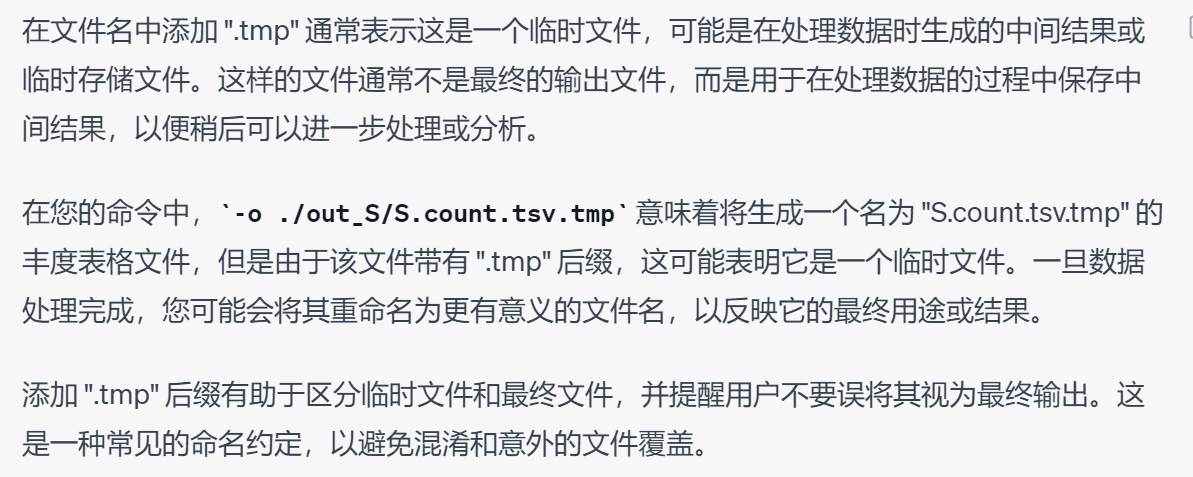 在文件名中添加 ".tmp" 通常表示这是一个临时文件，可能是在处理数据时生成的中间结果或
临时存储文件。这样的文件通常不是最终的输出文件，而是用于在处理数据的过程中保存中
间结果，以便稍后可以进一步处理或分析。
在您的命令中，`-o ./out_S/S.count.tsv.tmp` 意味着将生成一个名为 "S.count.tsv.tmp" 的
丰度表格文件，但是由于该文件带有 ".tmp" 后缀，这可能表明它是一个临时文件。一旦数据
处理完成，您可能会将其重命名为更有意义的文件名，以反映它的最终用途或结果。
添加 ".tmp" 后缀有助于区分临时文件和最终文件，并提醒用户不要误将其视为最终输出。这
是一种常见的命名约定，以避免混淆和意外的文件覆盖。